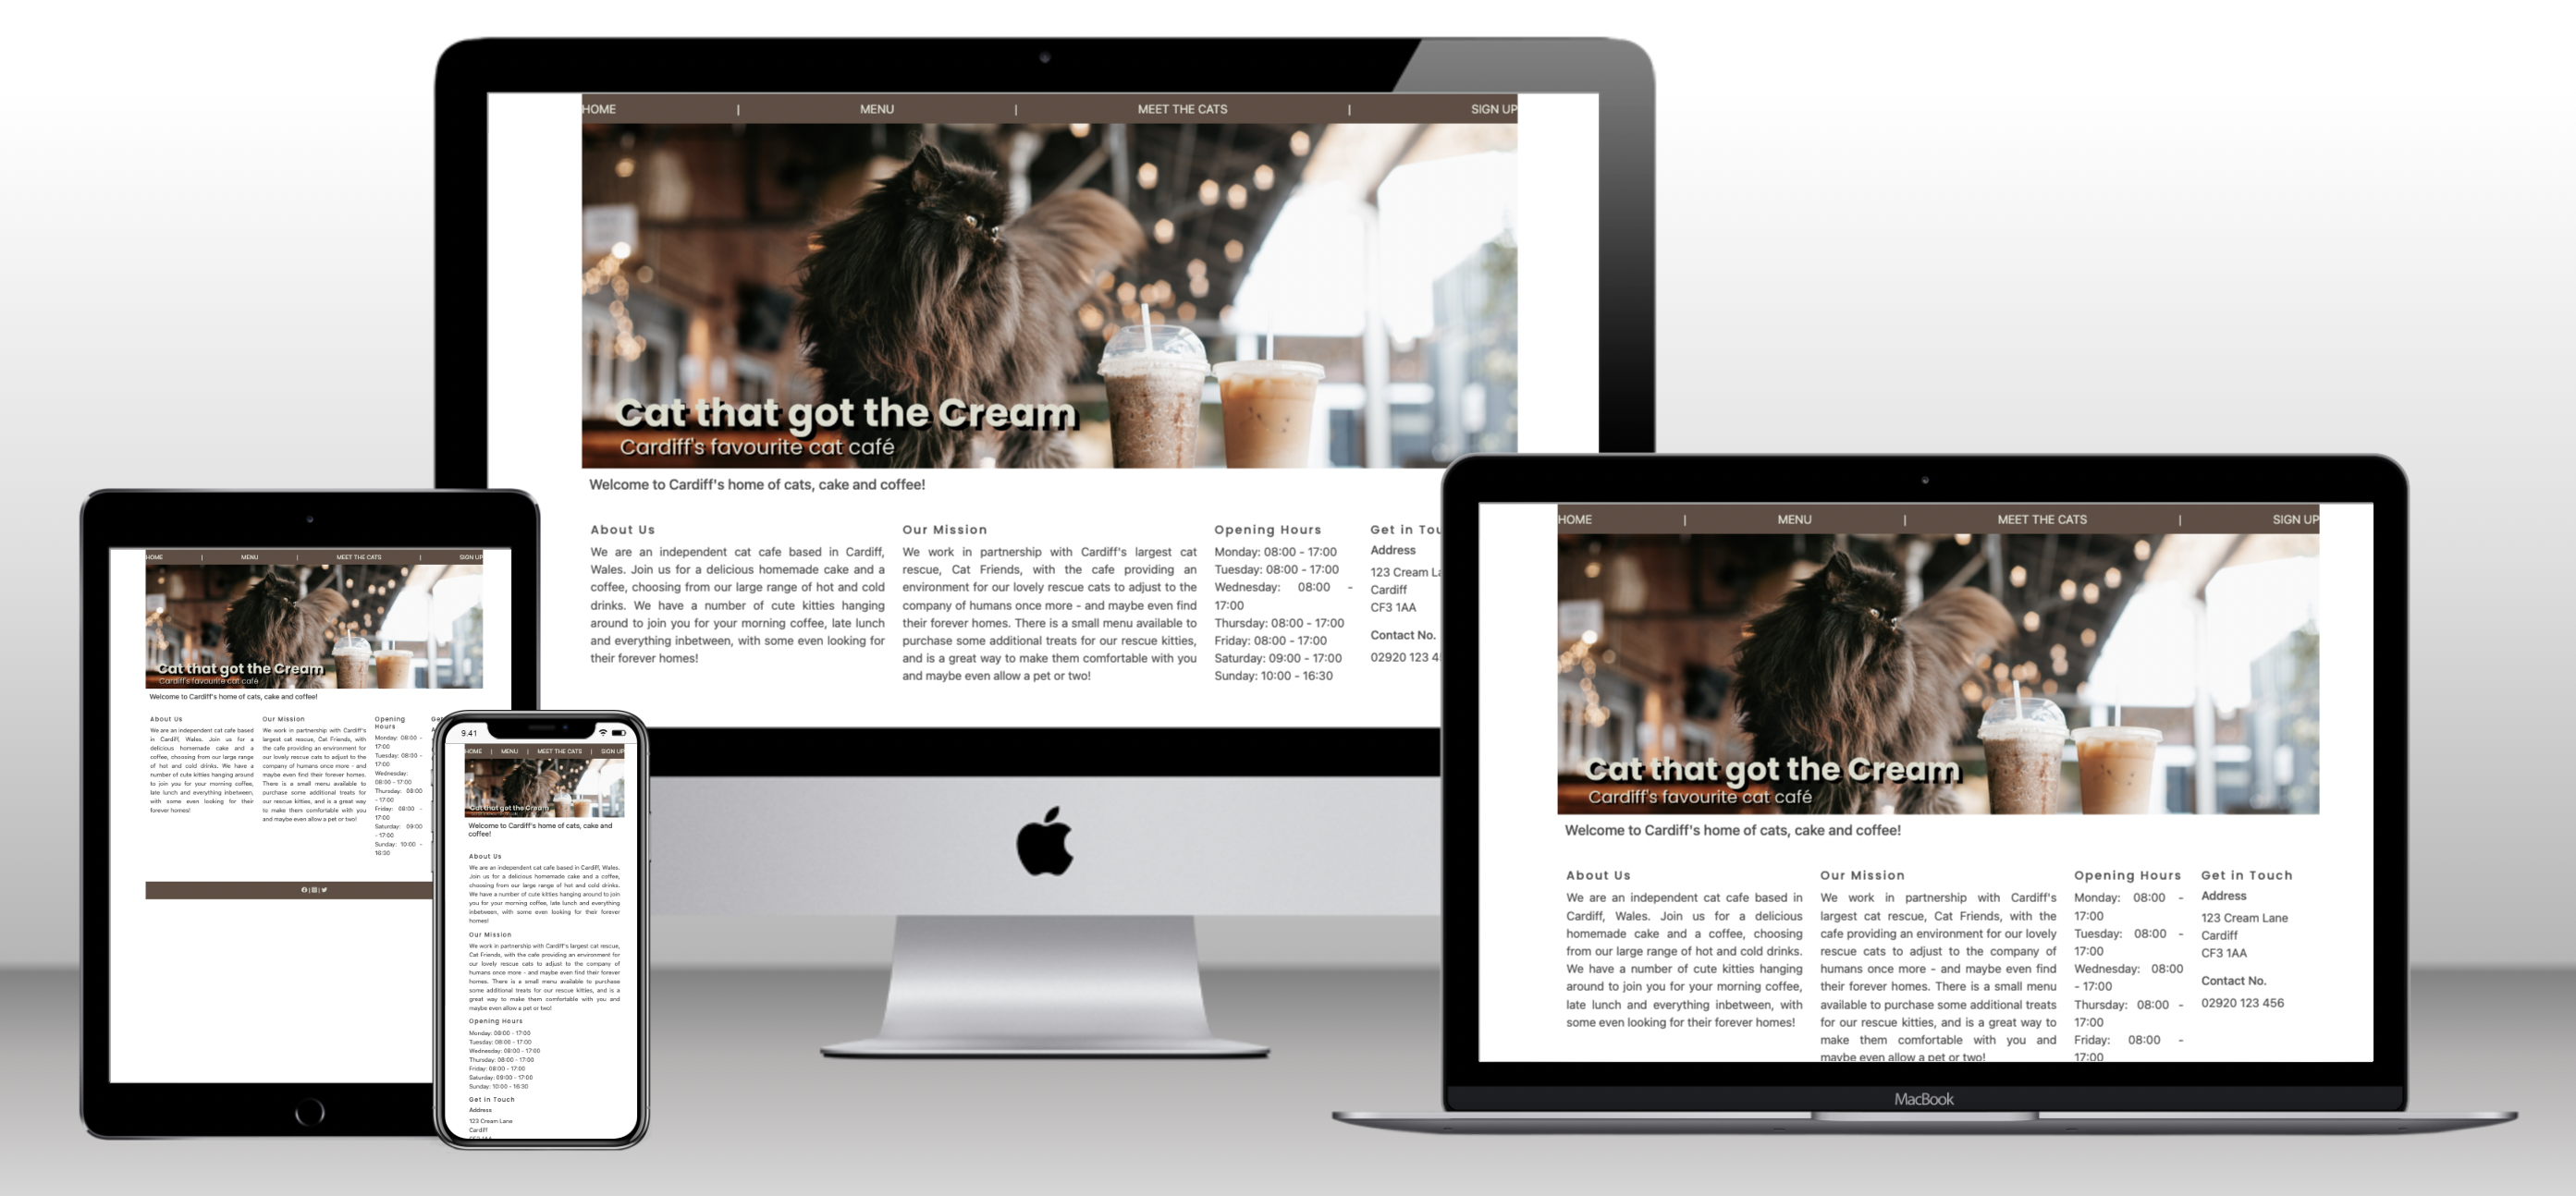 HOME | MENU | MEET THE CATS | SIGN UP
Cat that got the Cream
Cardiff's favourite cat café
Welcome to Cardiff's home of cats, cake and coffee!
About Us
We are an independent cat cafe based in Cardiff,
Wales. Join us for a delicious homemade cake and a
coffee, choosing from our large range of hot and cold
drinks. We have a number of cute kitties hanging
around to join you for your morning coffee, late lunch
and everything inbetween, with some even looking for
their forever homes!
Our Mission
We work in partnership with Cardiff's largest cat
rescue, Cat Friends, with the cafe providing an
environment for our lovely rescue cats to adjust to the
company of humans once more - and maybe even find
their forever homes. There is a small menu available to
purchase some additional treats for our rescue kitties,
and is a great way to make them comfortable with you
and maybe even allow a pet or two!
Opening Hours
Monday: 08:00 - 17:00
Tuesday: 08:00 - 17:00
Wednesday: 08:00 -
17:00
Thursday: 08:00 - 17:00
Friday: 08:00 - 17:00
Saturday: 09:00 - 17:00
Sunday: 10:00 - 16:30
Get in Tou
Address
123 Cream La
Cardiff
CF3 1AA
Contact No.
02920 123 4
HOME | MENU | MEET THE CATS | SIGN UP
Cat that got the Cream
Cardiff's favourite cat café
Welcome to Cardiff's home of cats, cake and coffee!
About Us
We are an independent cat cafe based
in Cardiff, Wales. Join us for a
delicious homemade cake and a
coffee, choosing from our large range
of hot and cold drinks. We have a
number of cute kitties hanging around
to join you for your morning coffee,
late lunch and everything inbetween,
with some even looking for their
forever homes!
Our Mission
We work in partnership with Cardiff's
largest cat rescue, Cat Friends, with
the cafe providing an environment for
our lovely rescue cats to adjust to the
company of humans once more - and
maybe even find their forever homes.
There is a small menu available to
purchase some additional treats for
our rescue kitties, and is a great way
to make them comfortable with you
and maybe even allow a pet or two!
Opening
Hours
Monday: 08:00 -
17:00
Tuesday: 08:00 -
17:00
Wednesday:
08:00 - 17:00
Thursday: 08:00
- 17:00
Friday: 08:00 -
17:00
Saturday: 09:00
- 17:00
Sunday: 10:00 -
16:30
9:41
HOME | MENU | MEET THE CATS | SIGN UP
Cat that got the Cream
Welcome to Cardiff's home of cats, cake and
coffee!
About Us
We are an independent cat cafe based in Cardiff, Wales.
Join us for a delicious homemade cake and a coffee,
choosing from our large range of hot and cold drinks.
We have a number of cute kitties hanging around to join
you for your morning coffee, late lunch and everything
inbetween, with some even looking for their forever
homes!
Our Mission
We work in partnership with Cardiff's largest cat rescue,
Cat Friends, with the cafe providing an environment for
our lovely rescue cats to adjust to the company of
humans once more - and maybe even find their forever
homes. There is a small menu available to purchase
some additional treats for our rescue kitties, and is a
great way to make them comfortable with you and
maybe even allow a pet or two!
Opening Hours
Monday: 08:00 - 17:00
Tuesday: 08:00 - 17:00
Wednesday: 08:00 - 17:00
Thursday: 08:00 - 17:00
Friday: 08:00 - 17:00
Saturday: 09:00 - 17:00
Sunday: 10:00 - 16:30
Get in Touch
Address
123 Cream Lane
Cardiff
HOME | MENU | MEET THE CATS | SIGN UP
Cat that got the Cream
Cardiff's favourite cat café
Welcome to Cardiff's home of cats, cake and coffee!
About Us
We are an independent cat cafe based in
Cardiff, Wales. Join us for a delicious
homemade cake and a coffee, choosing
from our large range of hot and cold drinks.
We have a number of cute kitties hanging
around to join you for your morning coffee,
late lunch and everything inbetween, with
some even looking for their forever homes!
Our Mission
We work in partnership with Cardiff's
largest cat rescue, Cat Friends, with the
cafe providing an environment for our lovely
rescue cats to adjust to the company of
humans once more - and maybe even find
their forever homes. There is a small menu
available to purchase some additional treats
for our rescue kitties, and is a great way to
make them comfortable with you and
maybe even allow a pet or two!
Opening Hours
Monday: 08:00 -
17:00
Tuesday: 08:00 -
17:00
Wednesday: 08:00
- 17:00
Thursday: 08:00 -
17:00
Friday: 08:00 -
17:00
Get in Touch
Address
123 Cream Lane
Cardiff
CF3 1AA
Contact No.
02920 123 456
MacBook